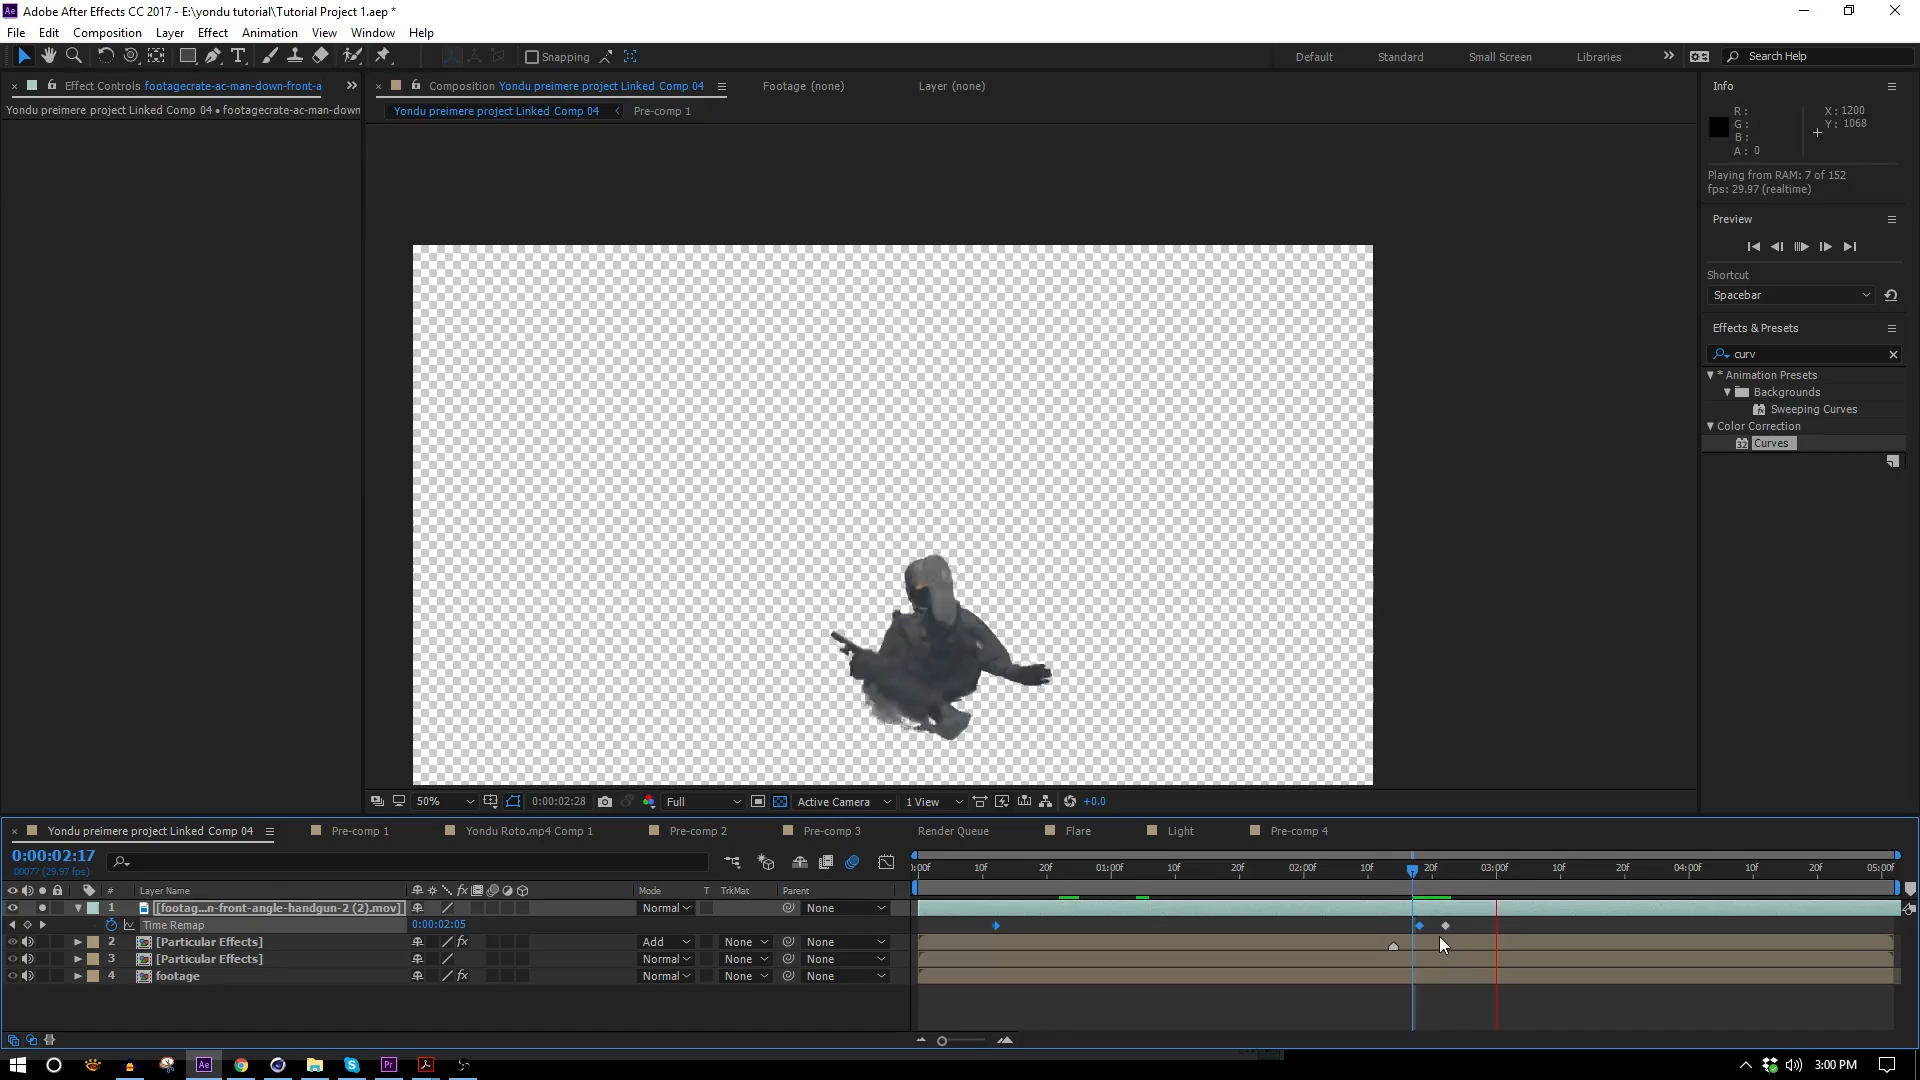 Adobe After Effects CC 2017 - E:\yondu tutorial\Tutorial Project 1.aep *
File Edit Composition Layer Effect Animation View Window Help
Snapping
Default Standard Small Screen Libraries Search Help
Effect Controls footagecrate-ac-man-down-front-a
Composition Yondu preimere project Linked Comp 04
Footage (none)
Layer (none)
Yondu preimere project Linked Comp 04 • footagecrate-ac-man-down
Yondu preimere project Linked Comp 04 Pre-comp 1
Info
R :
G :
B :
A : 0
X : 1200
Y : 1068
Playing from RAM: 7 of 152
fps: 29.97 (realtime)
Preview
Shortcut
Spacebar
Effects & Presets
curv
* Animation Presets
Backgrounds
Sweeping Curves
Color Correction
Curves
50% 0:00:02:28 Full Active Camera 1 View +0.0
Yondu preimere project Linked Comp 04 Pre-comp 1 Yondu Roto.mp4 Comp 1 Pre-comp 2 Pre-comp 3 Render Queue Flare Light Pre-comp 4
0:00:02:17
00077 (29.97 fps)
:00f 10f 20f 01:00f 10f 20f 02:00f 10f 20f 03:00f 10f 20f 04:00f 10f 20f 05:00f
# Layer Name Mode T TrkMat Parent
1 [footag...n-front-angle-handgun-2 (2).mov] Normal None
Time Remap 0:00:02:05
2 [Particular Effects] fx Add None None
3 [Particular Effects] Normal None None
4 footage fx Normal None None
3:00 PM